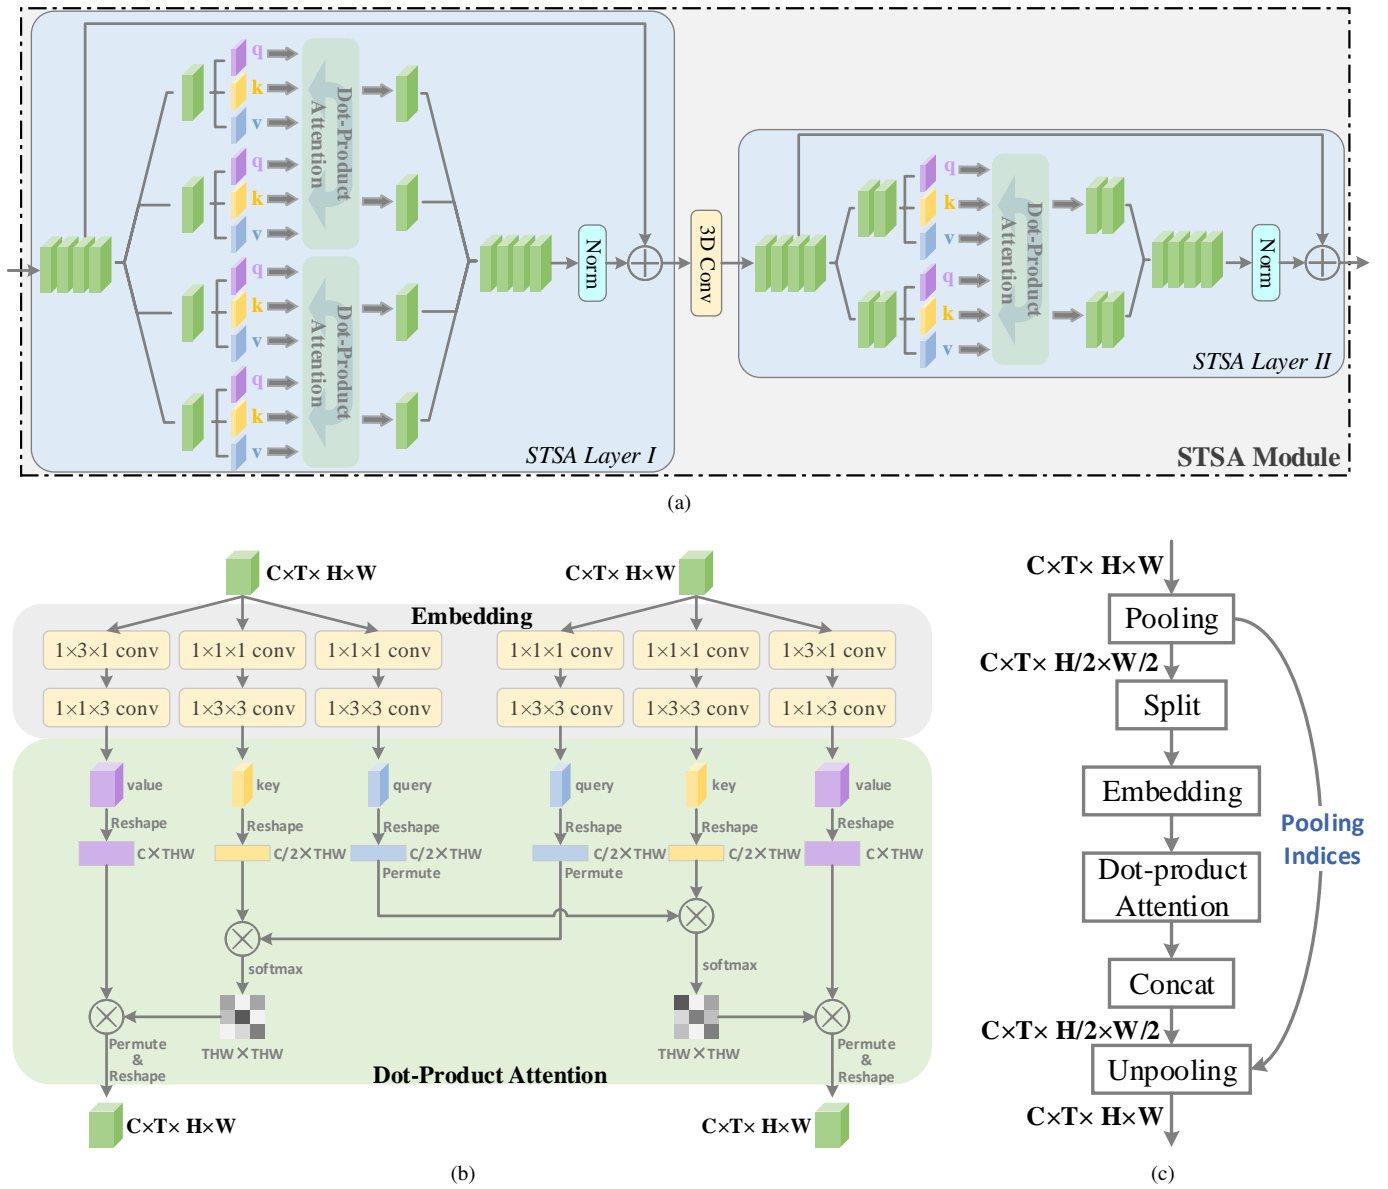 q
k
v
Dot-Product
Attention
q
k
v
q
k
v
Dot-Product
Attention
q
k
v
Norm
STSA Layer I
3D Conv
q
k
v
q
k
v
Dot-Product
Attention
Norm
STSA Layer II
STSA Module
(a)
C×T× H×W
C×T× H×W
Embedding
1×3×1 conv
1×1×1 conv
1×1×1 conv
1×1×1 conv
1×1×1 conv
1×3×1 conv
1×1×3 conv
1×3×3 conv
1×3×3 conv
1×3×3 conv
1×3×3 conv
1×1×3 conv
value
key
query
query
key
value
Reshape
Reshape
Reshape
Reshape
Reshape
Reshape
C×THW
C/2×THW
C/2×THW
C/2×THW
C/2×THW
C×THW
Permute
Permute
softmax
softmax
THW×THW
THW×THW
Permute
&
Reshape
Permute
&
Reshape
Dot-Product Attention
C×T× H×W
C×T× H×W
(b)
C×T× H×W
Pooling
C×T× H/2×W/2
Split
Embedding
Pooling
Indices
Dot-product
Attention
Concat
C×T× H/2×W/2
Unpooling
C×T× H×W
(c)